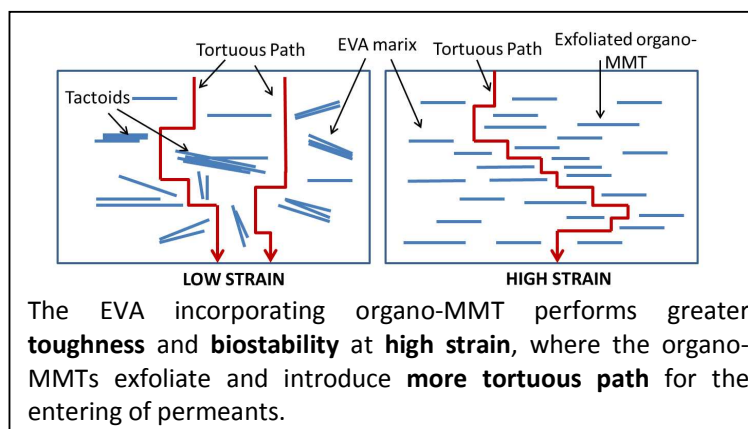 Tortuous Path
EVA marix
Tortuous Path
Exfoliated organo-
MMT
Tactoids
LOW STRAIN
HIGH STRAIN
The EVA incorporating organo-MMT performs greater
toughness and biostability at high strain, where the organo-
MMTs exfoliate and introduce more tortuous path for the
entering of permeants.